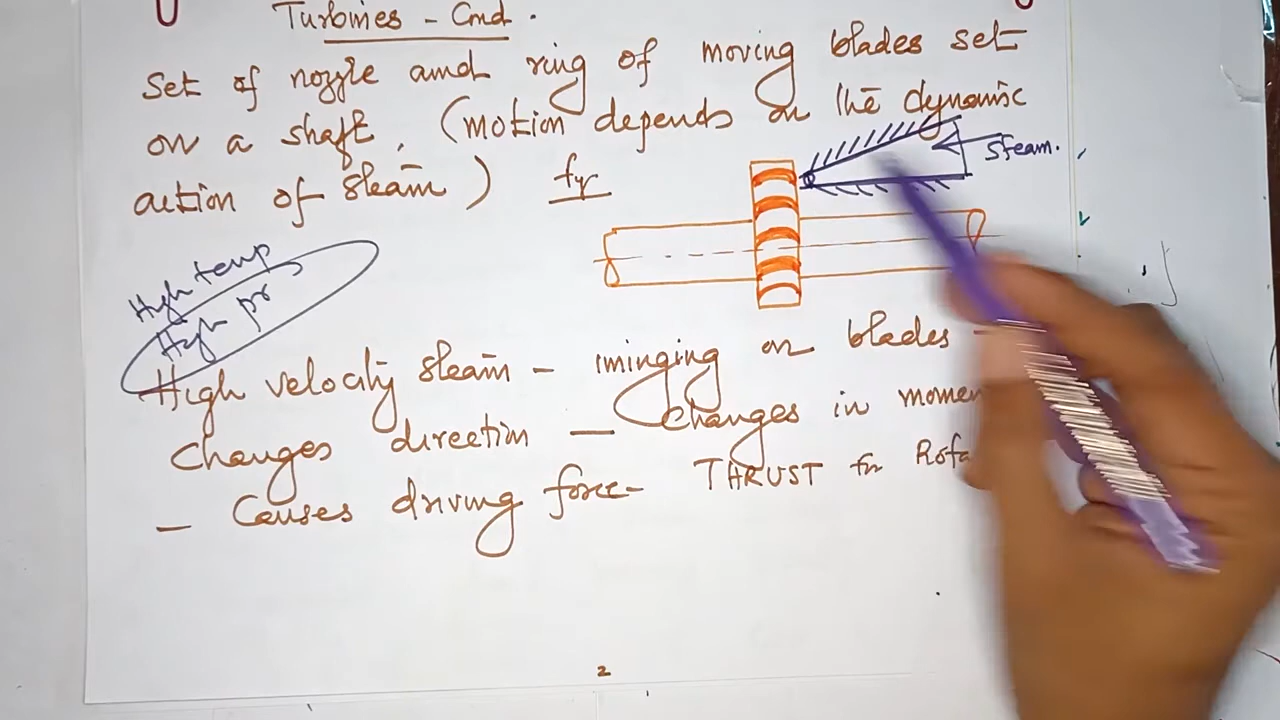 Turbines - Cmd.
Set of nozzle and ring of moving blades set
on a shaft. (motion depends on the dynamic
action of steam)
Steam.
High temp
High pr
High velocity steam - iminging on blades -
changes direction - changes in momen
- Causes driving force - THRUST for Rota
2